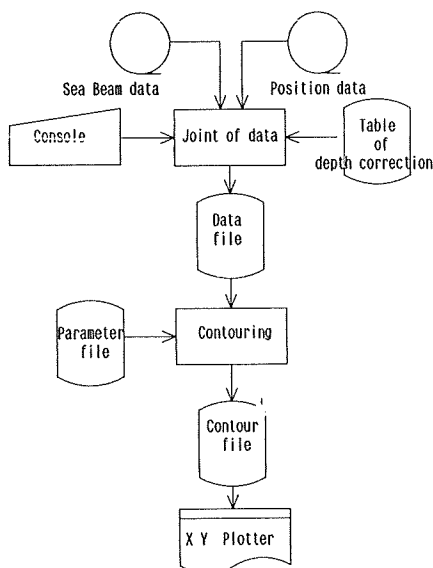 Sea Beam data
Position data
Console
Joint of data
Table
of
depth correction
Data
file
Parameter
file
Contouring
Contour
file
X Y Plotter